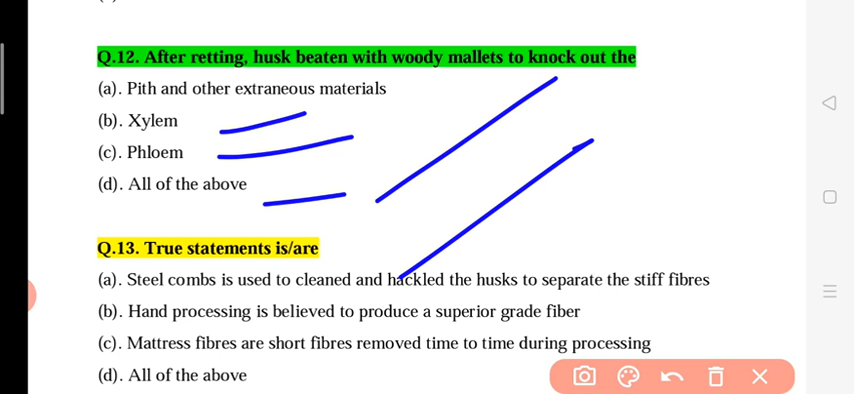 Q.12. After retting, husk beaten with woody mallets to knock out the
(a). Pith and other extraneous materials
(b). Xylem
(c). Phloem
(d). All of the above
Q.13. True statements is/are
(a). Steel combs is used to cleaned and hackled the husks to separate the stiff fibres
(b). Hand processing is believed to produce a superior grade fiber
(c). Mattress fibres are short fibres removed time to time during processing
(d). All of the above